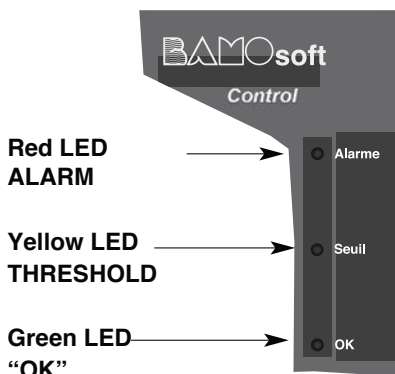 BAMOsoft
Control
Red LED
ALARM
Alarme
Yellow LED
THRESHOLD
Seuil
Green LED
“OK”
OK